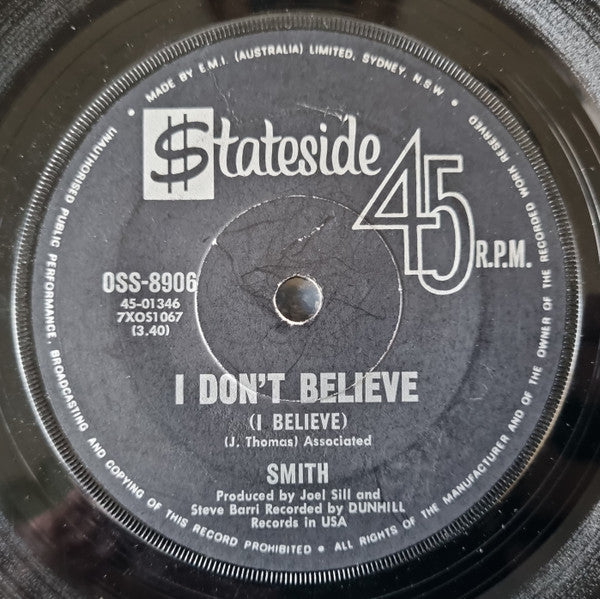 MADE BY E.M.I. (AUSTRALIA) LIMITED, SYDNEY, N.S.W. •
$tateside
45
R.P.M.
OSS-8906
45-01346
7XOS1067
(3.40)
I DON'T BELIEVE
(I BELIEVE)
(J. Thomas) Associated
SMITH
Produced by Joel Sill and
Steve Barri Recorded by DUNHILL
Records in USA
UNAUTHORISED PUBLIC PERFORMANCE, BROADCASTING AND COPYING OF THIS RECORD PROHIBITED • ALL RIGHTS OF THE MANUFACTURER AND OF THE OWNER OF THE RECORDED WORK RESERVED •